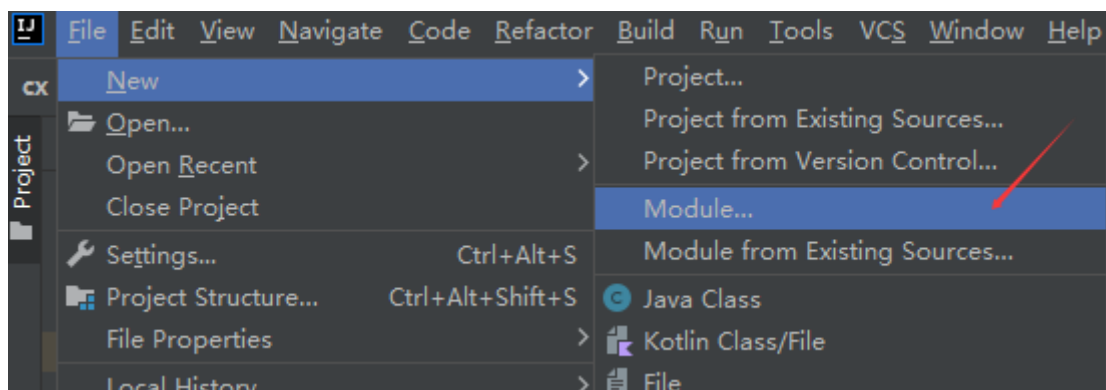 IJ File Edit View Navigate Code Refactor Build Run Tools VCS Window Help
cx
Project
New
Open...
Open Recent
Close Project
Settings... Ctrl+Alt+S
Project Structure... Ctrl+Alt+Shift+S
File Properties
Local History
Project...
Project from Existing Sources...
Project from Version Control...
Module...
Module from Existing Sources...
Java Class
Kotlin Class/File
File